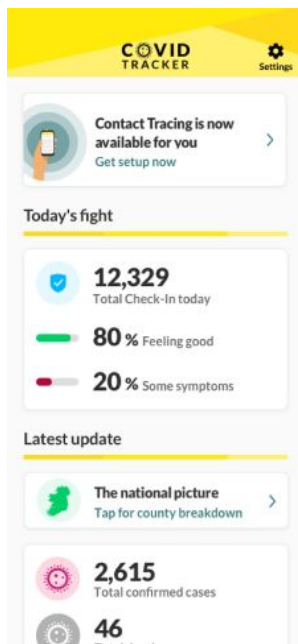 COVID
TRACKER
Settings
Contact Tracing is now
available for you
Get setup now
Today's fight
12,329
Total Check-In today
80 % Feeling good
20 % Some symptoms
Latest update
The national picture
Tap for county breakdown
2,615
Total confirmed cases
46